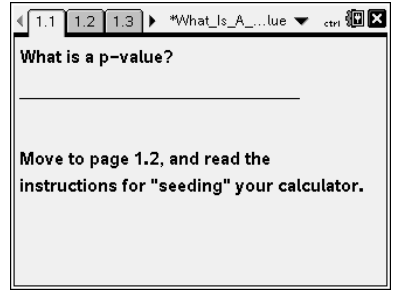 1.1 1.2 1.3 *What_Is_A_...lue ctrl
What is a p-value?
Move to page 1.2, and read the
instructions for "seeding" your calculator.